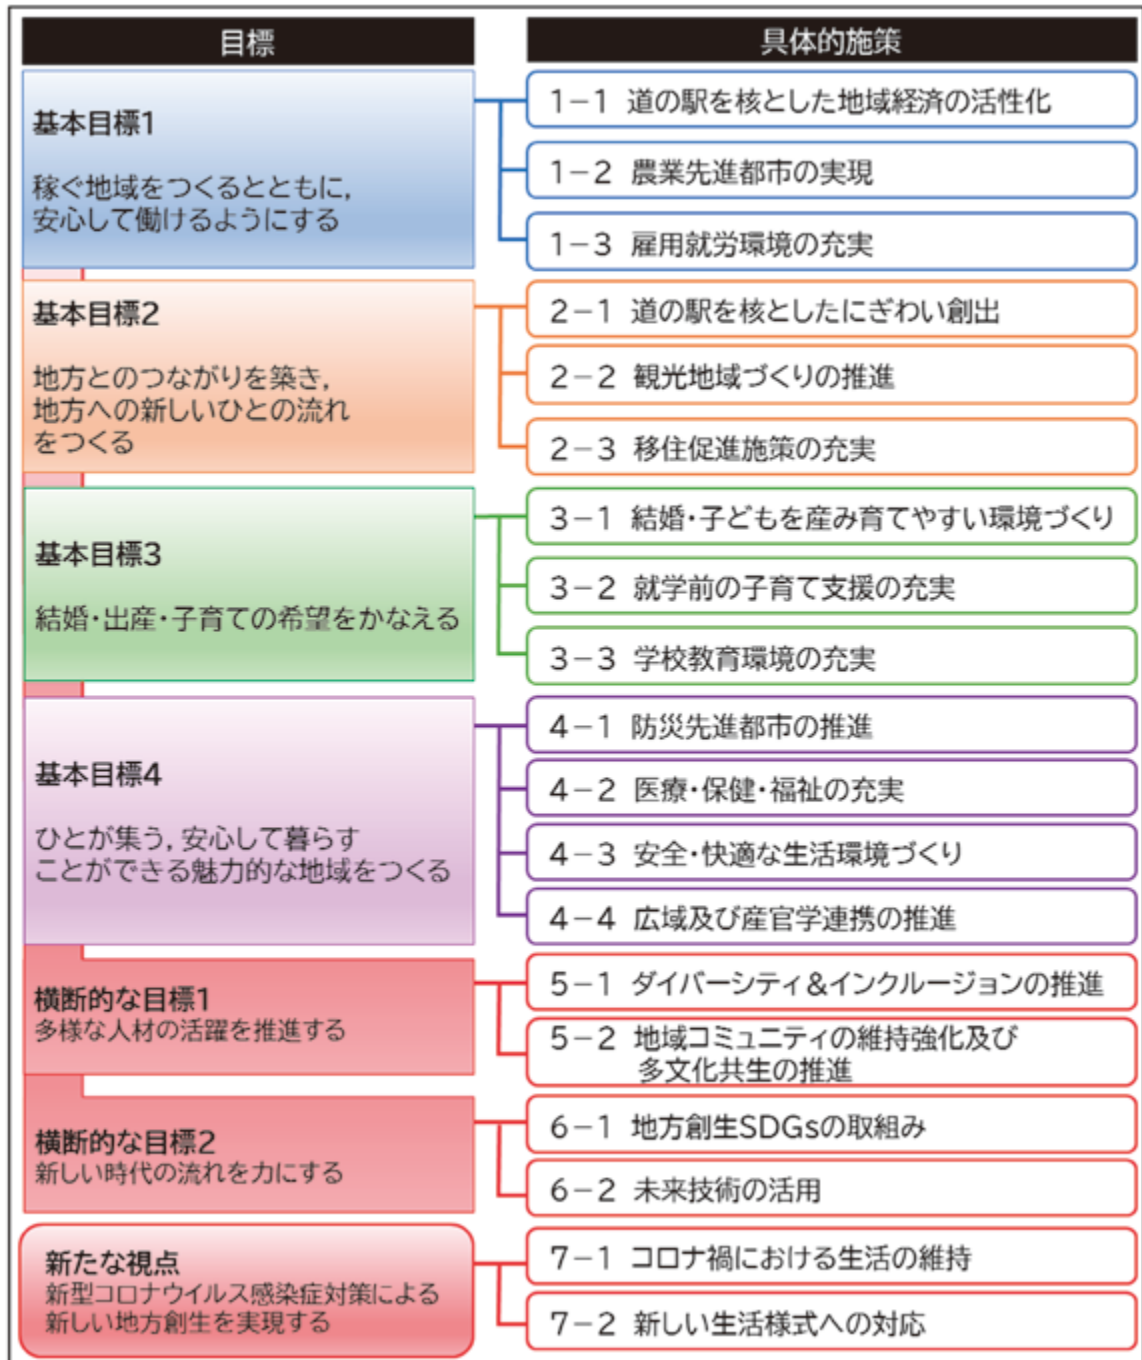 目標
具体的施策
基本目標1
稼ぐ地域をつくるとともに,
安心して働けるようにする
1－1 道の駅を核とした地域経済の活性化
1－2 農業先進都市の実現
1－3 雇用就労環境の充実
基本目標2
地方とのつながりを築き,
地方への新しいひとの流れ
をつくる
2－1 道の駅を核としたにぎわい創出
2－2 観光地域づくりの推進
2－3 移住促進施策の充実
基本目標3
結婚・出産・子育ての希望をかなえる
3－1 結婚・子どもを産み育てやすい環境づくり
3－2 就学前の子育て支援の充実
3－3 学校教育環境の充実
基本目標4
ひとが集う, 安心して暮らす
ことができる魅力的な地域をつくる
4－1 防災先進都市の推進
4－2 医療・保健・福祉の充実
4－3 安全・快適な生活環境づくり
4－4 広域及び産官学連携の推進
横断的な目標1
多様な人材の活躍を推進する
5－1 ダイバーシティ&インクルージョンの推進
5－2 地域コミュニティの維持強化及び
多文化共生の推進
横断的な目標2
新しい時代の流れを力にする
6－1 地方創生SDGsの取組み
6－2 未来技術の活用
新たな視点
新型コロナウイルス感染症対策による
新しい地方創生を実現する
7－1 コロナ禍における生活の維持
7－2 新しい生活様式への対応